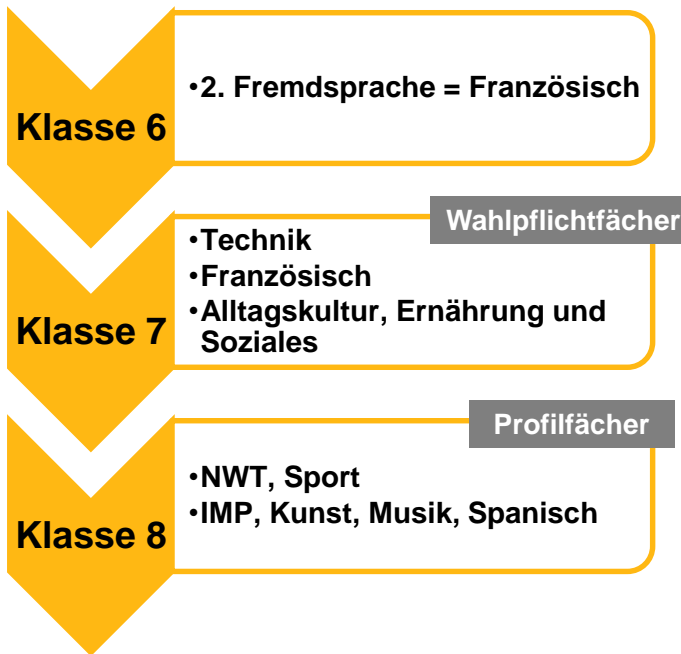 Klasse 6
•2. Fremdsprache = Französisch
Klasse 7
Wahlpflichtfächer
•Technik
•Französisch
•Alltagskultur, Ernährung und
Soziales
Klasse 8
Profilfächer
•NWT, Sport
•IMP, Kunst, Musik, Spanisch